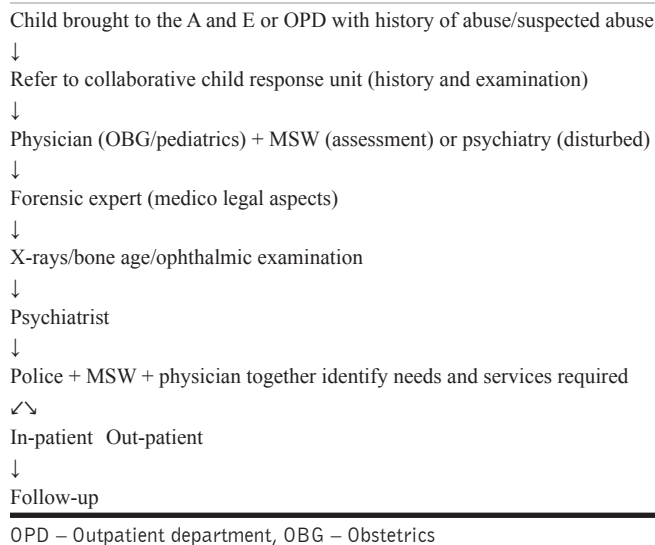 Child brought to the A and E or OPD with history of abuse/suspected abuse
↓
Refer to collaborative child response unit (history and examination)
↓
Physician (OBG/pediatrics) + MSW (assessment) or psychiatry (disturbed)
↓
Forensic expert (medico legal aspects)
↓
X-rays/bone age/ophthalmic examination
↓
Psychiatrist
↓
Police + MSW + physician together identify needs and services required
↙↘
In-patient Out-patient
↓
Follow-up
OPD – Outpatient department, OBG – Obstetrics